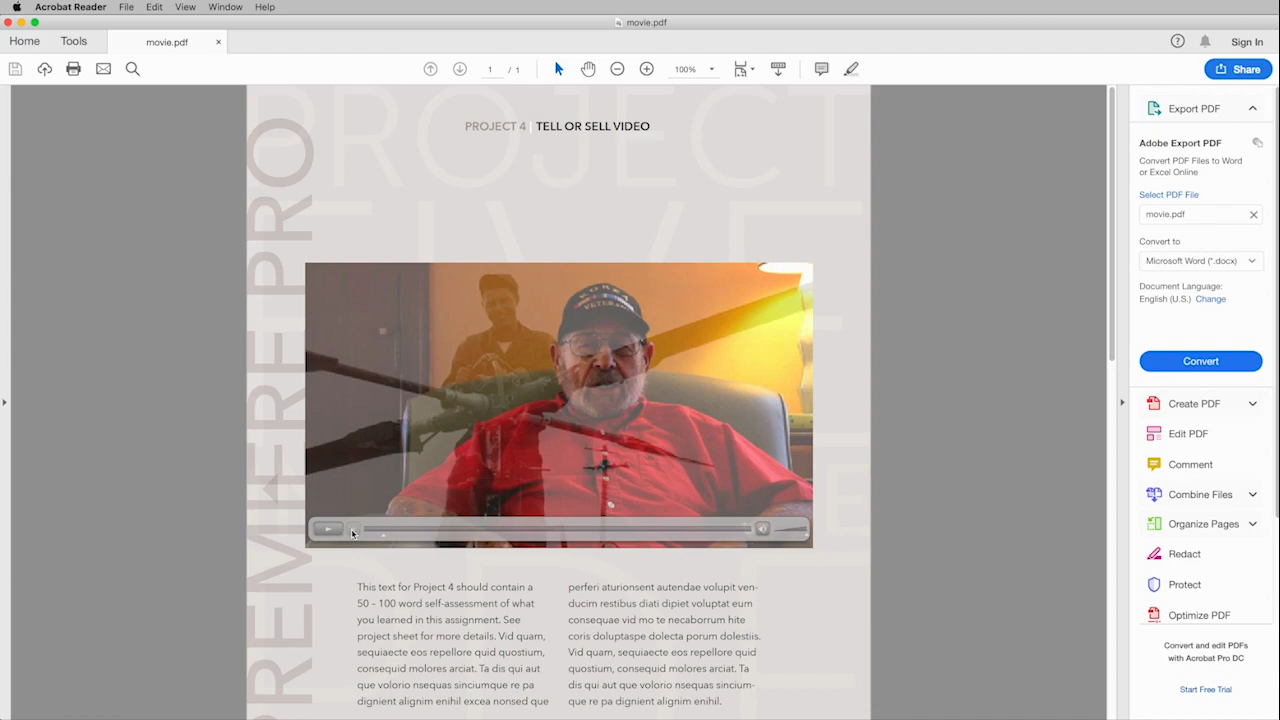 Acrobat Reader File Edit View Window Help
movie.pdf
Home Tools movie.pdf × Sign In
1 / 1 100% Share
Export PDF
Adobe Export PDF
Convert PDF Files to Word
or Excel Online
Select PDF File
movie.pdf
Convert to
Microsoft Word (*.docx)
Document Language:
English (U.S.) Change
Convert
Create PDF
Edit PDF
Comment
Combine Files
Organize Pages
Redact
Protect
Optimize PDF
Convert and edit PDFs
with Acrobat Pro DC
Start Free Trial
PROJECT
FIVE
PREMIERE PRO
PROJECT 4 | TELL OR SELL VIDEO
KOREA
VETERAN
This text for Project 4 should contain a
50 – 100 word self-assessment of what
you learned in this assignment. See
project sheet for more details. Vid quam,
sequiaecte eos repellore quid quostium,
consequid molores arciat. Ta dis qui aut
que volorio nsequas sinciumque re pa
dignient alignim enihil excea nonsed que
perferi aturionsent autendae volupit ven-
ducim restibus diati dipiet voluptat eum
consequae vid mo te necaborrum hite
coris doluptaspe dolecta porum dolestiis.
Vid quam, sequiaecte eos repellore quid
quostium, consequid molores arciat. Ta
dis qui aut que volorio nsequas sincium-
que re pa dignient alignim enihil.